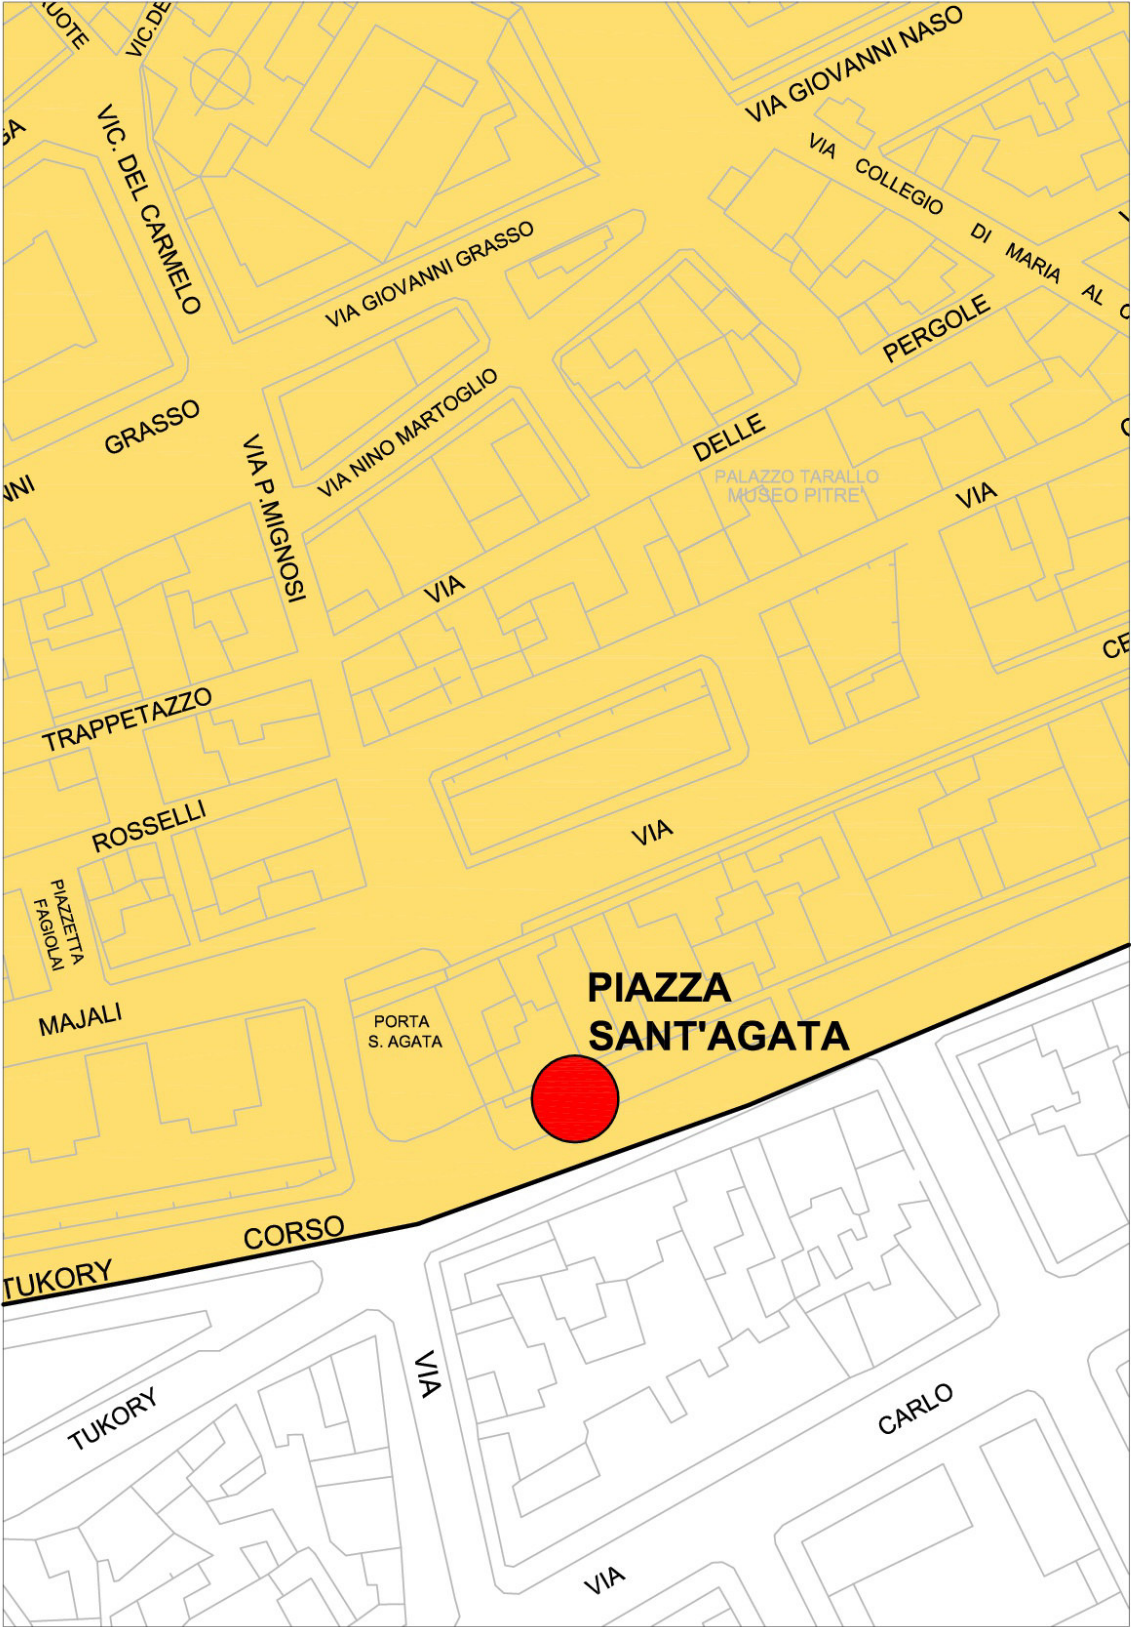 VIA GIOVANNI NASO
VIC. DEL CARMELO
VIA COLLEGIO DI MARIA AL
VIA GIOVANNI GRASSO
PERGOLE
VIA NINO MARTOGLIO
GRASSO
DELLE
VIA P.MIGNOSI
PALAZZO TARALLO
MUSEO PITRE'
VIA
VIA
TRAPPETAZZO
ROSSELLI
VIA
PIAZZETTA
FAGIOLAI
PIAZZA
SANT'AGATA
MAJALI
PORTA
S. AGATA
CORSO
TUKORY
VIA
TUKORY
CARLO
VIA